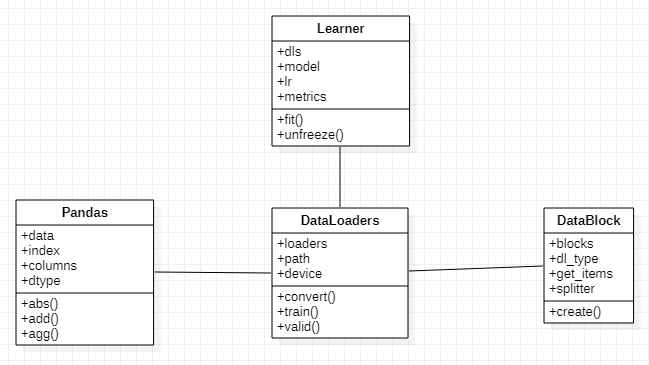 Learner
+dls
+model
+lr
+metrics
+fit()
+unfreeze()
Pandas
+data
+index
+columns
+dtype
+abs()
+add()
+agg()
DataLoaders
+loaders
+path
+device
+convert()
+train()
+valid()
DataBlock
+blocks
+dl_type
+get_items
+splitter
+create()